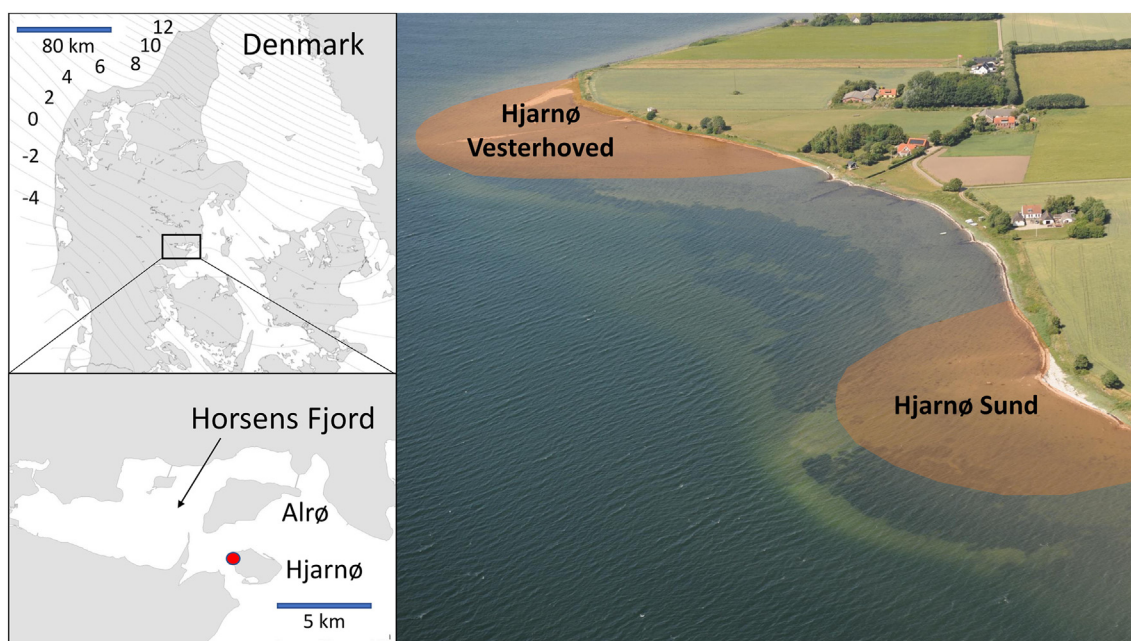 80 km
12
10
8
6
4
2
0
-2
-4
Denmark
Horsens Fjord
Alrø
Hjarnø
5 km
Hjarnø
Vesterhoved
Hjarnø Sund